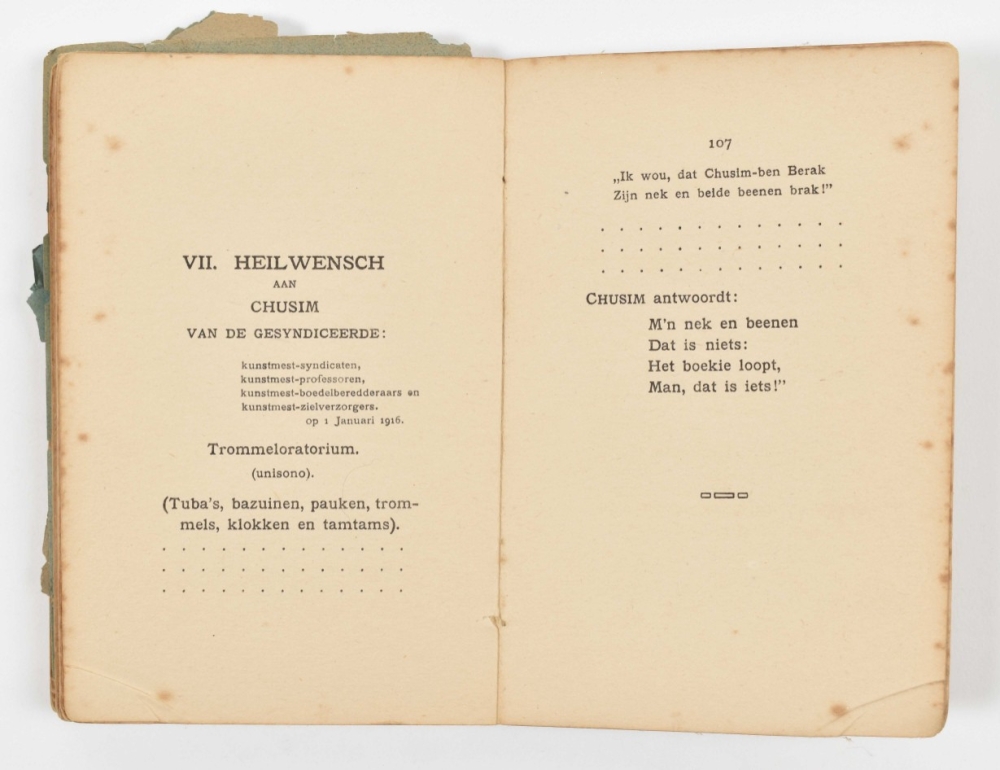 VII. HEILWENSCH
AAN
CHUSIM
VAN DE GESYNDICEERDE:
kunstmest-syndicaten,
kunstmest-professoren,
kunstmest-boedelberedderaars en
kunstmest-zielverzorgers.
op 1 Januari 1916.
Trommeloratorium.
(unisono).
(Tuba's, bazuinen, pauken, trom-
mels, klokken en tamtams).
. . . . . . . . . . . . .
. . . . . . . . . . . . .
. . . . . . . . . . . . .
107
„Ik wou, dat Chusim-ben Berak
Zijn nek en beide beenen brak!”
. . . . . . . . . . . . .
. . . . . . . . . . . . .
. . . . . . . . . . . . .
CHUSIM antwoordt:
M'n nek en beenen
Dat is niets:
Het boekie loopt,
Man, dat is iets!”